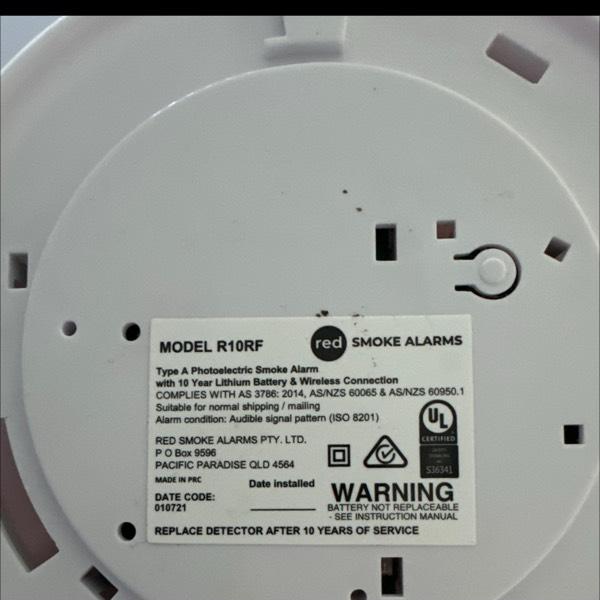 MODEL R10RF
red SMOKE ALARMS
Type A Photoelectric Smoke Alarm
with 10 Year Lithium Battery & Wireless Connection
COMPLIES WITH AS 3786: 2014, AS/NZS 60065 & AS/NZS 60950.1
Suitable for normal shipping / mailing
Alarm condition: Audible signal pattern (ISO 8201)
RED SMOKE ALARMS PTY. LTD.
P O Box 9596
PACIFIC PARADISE QLD 4564
MADE IN PRC
DATE CODE:
010721
Date installed
UL
CERTIFIED
S36341
WARNING
BATTERY NOT REPLACEABLE
- SEE INSTRUCTION MANUAL
REPLACE DETECTOR AFTER 10 YEARS OF SERVICE